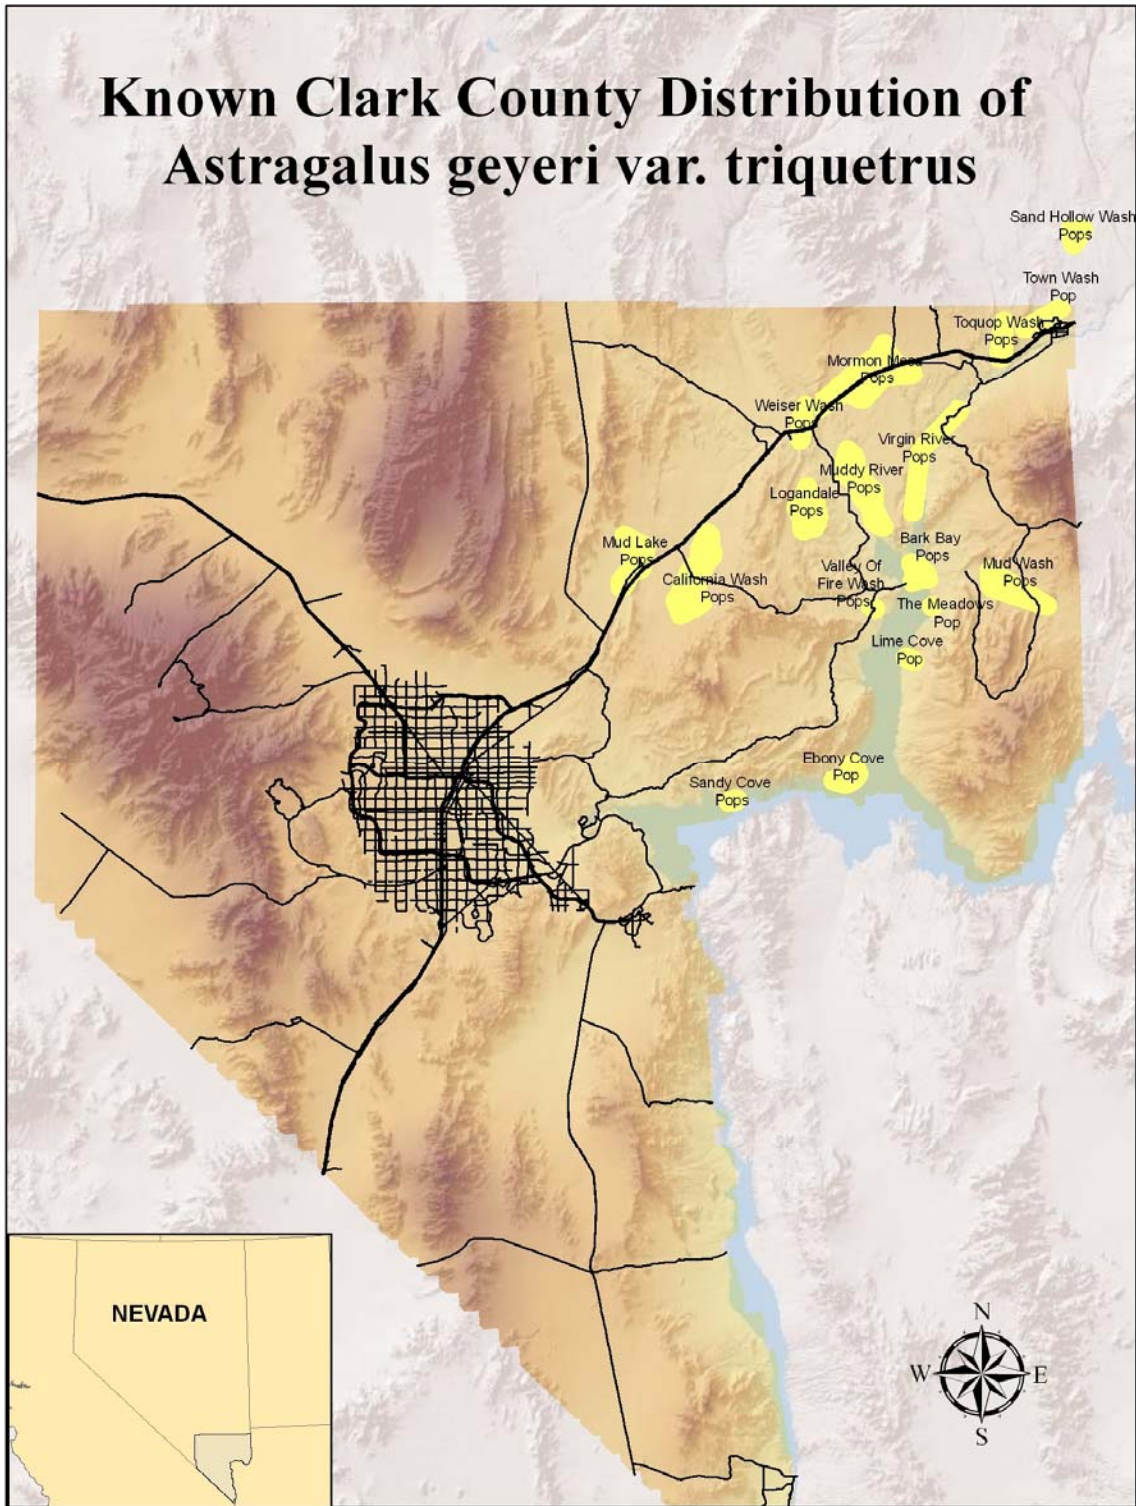 Known Clark County Distribution of
Astragalus geyeri var. triquetrus
Sand Hollow Wash
Pops
Town Wash
Pop
Toquop Wash
Pops
Mormon Mesa
Pops
Weiser Wash
Pops
Virgin River
Pops
Muddy River
Pops
Logandale
Pops
Mud Lake
Pops
California Wash
Pops
Bark Bay
Pops
Valley Of
Fire Wash
Pops
Mud Wash
Pops
The Meadows
Pop
Lime Cove
Pop
Ebony Cove
Pop
Sandy Cove
Pops
NEVADA
N
W
E
S